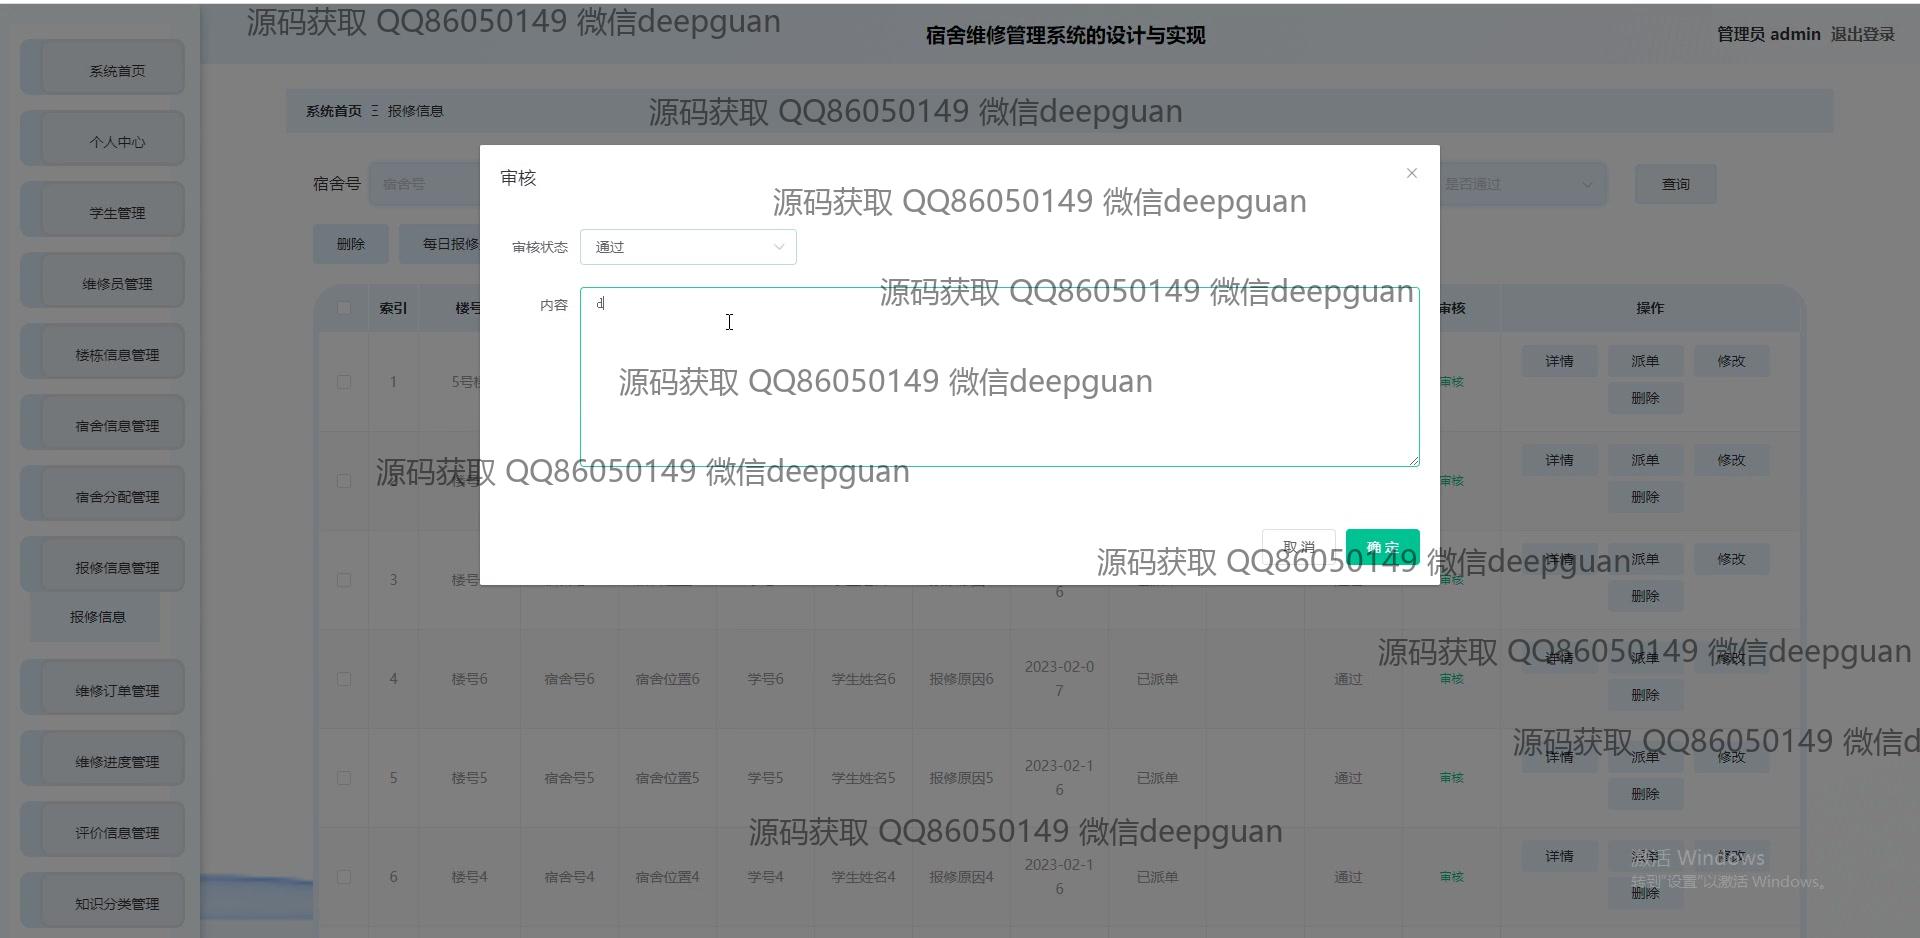 源码获取 QQ86050149 微信deepguan
宿舍维修管理系统的设计与实现
管理员 admin 退出登录
系统首页
个人中心
学生管理
维修员管理
楼栋信息管理
宿舍信息管理
宿舍分配管理
报修信息管理
报修信息
维修订单管理
维修进度管理
评价信息管理
知识分类管理
系统首页 Ξ 报修信息
源码获取 QQ86050149 微信deepguan
宿舍号 宿舍号 是否通过 查询
删除 每日报修
审核
源码获取 QQ86050149 微信deepguan
审核状态 通过
源码获取 QQ86050149 微信deepguan
内容 d
源码获取 QQ86050149 微信deepguan
源码获取 QQ86050149 微信deepguan
取消 确定
源码获取 QQ86050149 微信deepguan
索引 楼号 审核 操作
1 5号 审核 详情 派单 修改
删除
审核 详情 派单 修改
删除
3 楼号 6 审核 详情 派单 修改
删除
源码获取 QQ86050149 微信deepguan
4 楼号6 宿舍号6 宿舍位置6 学号6 学生姓名6 报修原因6 2023-02-0
7 已派单 通过 审核 详情 派单 修改
删除
源码获取 QQ86050149 微信d
5 楼号5 宿舍号5 宿舍位置5 学号5 学生姓名5 报修原因5 2023-02-1
6 已派单 通过 审核 详情 派单 修改
删除
源码获取 QQ86050149 微信deepguan
6 楼号4 宿舍号4 宿舍位置4 学号4 学生姓名4 报修原因4 2023-02-1
6 已派单 通过 审核 详情 派单 修改
删除
激活 Windows
转到“设置”以激活 Windows。